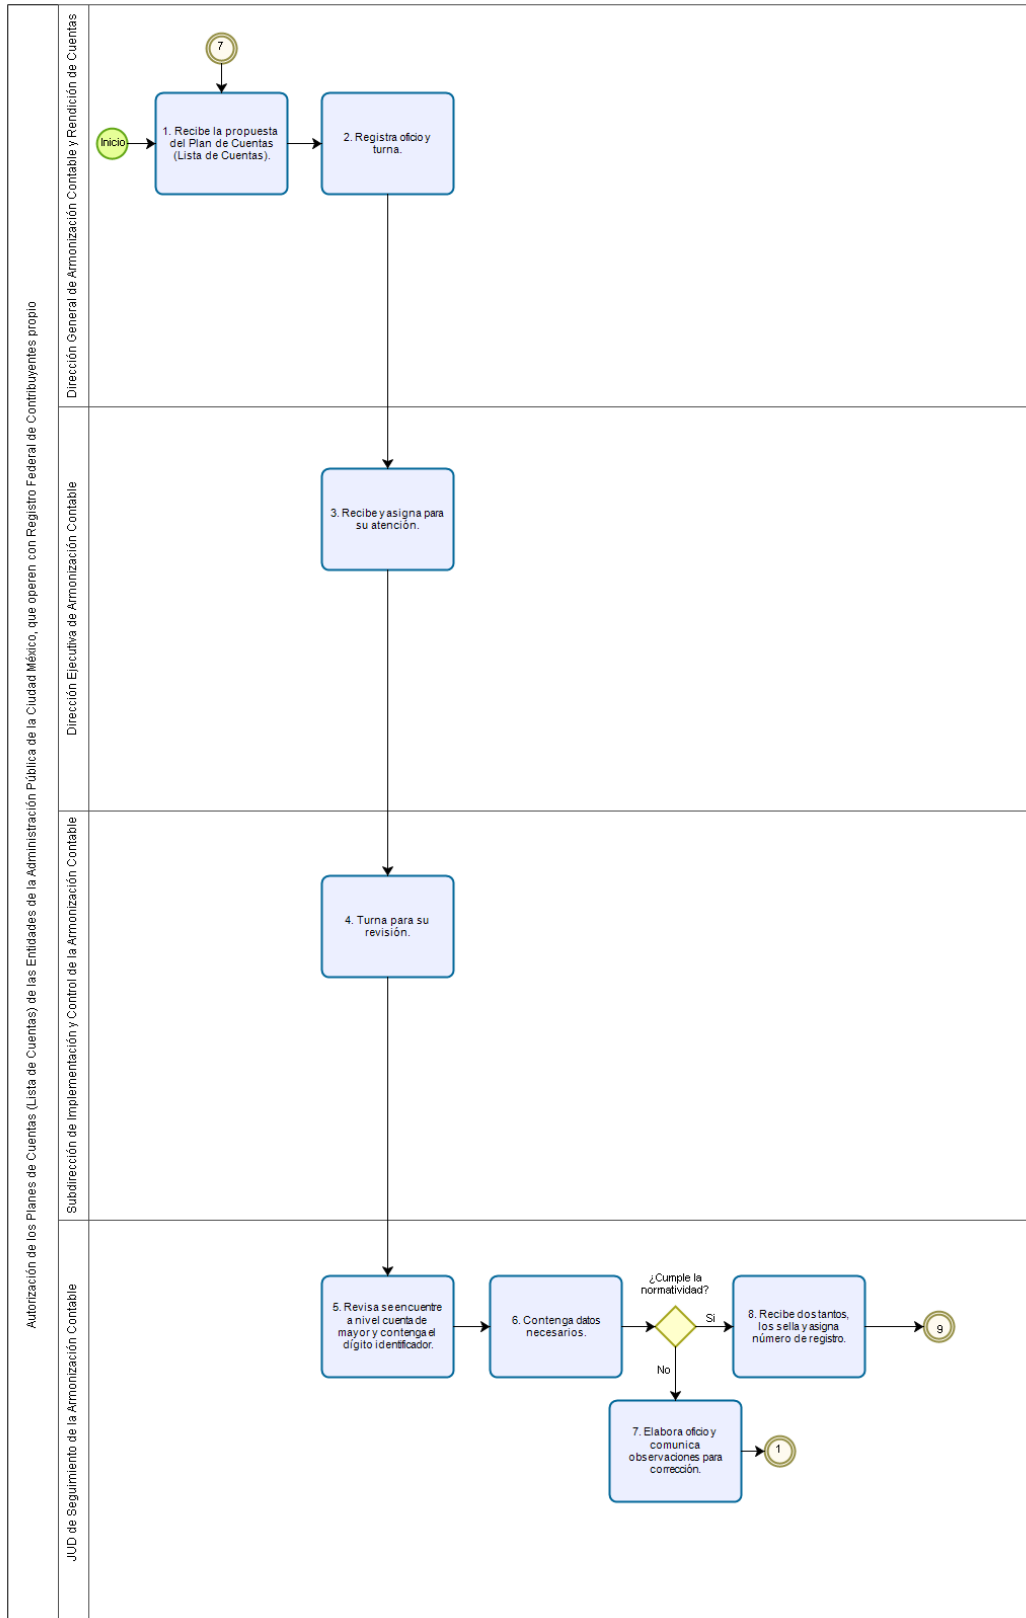 Autorización de los Planes de Cuentas (Lista de Cuentas) de las Entidades de la Administración Pública de la Ciudad México, que operen con Registro Federal de Contribuyentes propio
Dirección General de Armonización Contable y Rendición de Cuentas
7
Inicio
1. Recibe la propuesta
del Plan de Cuentas
(Lista de Cuentas).
2. Registra oficio y
turna.
Dirección Ejecutiva de Armonización Contable
3. Recibe y asigna para
su atención.
Subdirección de Implementación y Control de la Armonización Contable
4. Turna para su
revisión.
JUD de Seguimiento de la Armonización Contable
5. Revisa se encuentre
a nivel cuenta de
mayor y contenga el
dígito identificador.
6. Contenga datos
necesarios.
¿Cumple la
normatividad?
Si
No
8. Recibe dos tantos,
los sella y asigna
número de registro.
9
7. Elabora oficio y
comunica
observaciones para
corrección.
1